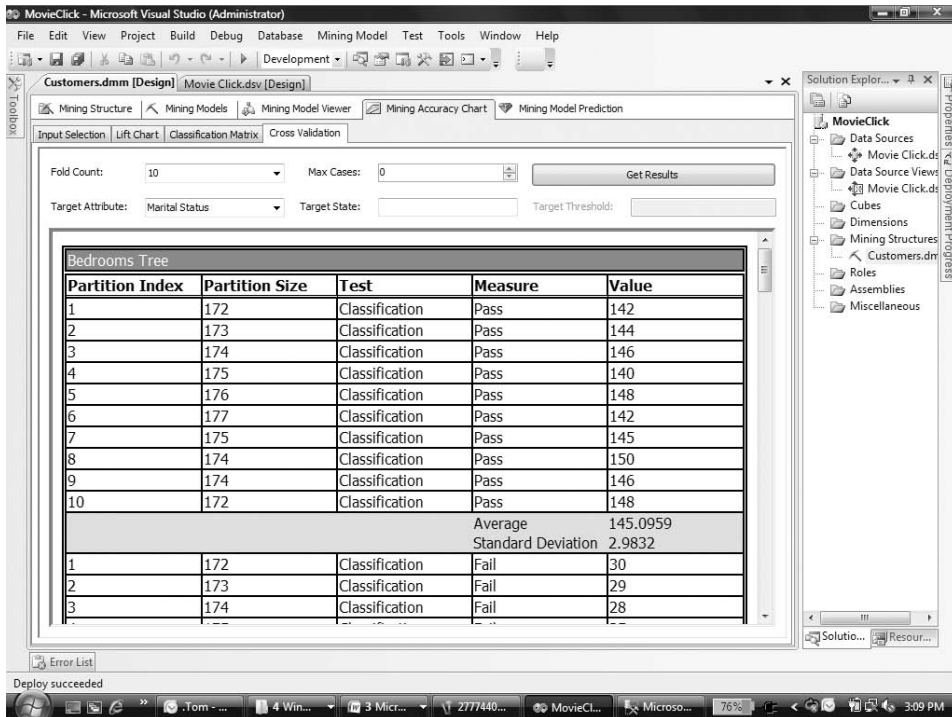 MovieClick - Microsoft Visual Studio (Administrator)
File Edit View Project Build Debug Database Mining Model Test Tools Window Help
Development
Toolbox
Customers.dmm [Design] Movie Click.dsv [Design]
Mining Structure Mining Models Mining Model Viewer Mining Accuracy Chart Mining Model Prediction
Input Selection Lift Chart Classification Matrix Cross Validation
Fold Count: 10 Max Cases: 0 Get Results
Target Attribute: Marital Status Target State: Target Threshold:
Bedrooms Tree
Partition Index Partition Size Test Measure Value
1 172 Classification Pass 142
2 173 Classification Pass 144
3 174 Classification Pass 146
4 175 Classification Pass 140
5 176 Classification Pass 148
6 177 Classification Pass 142
7 175 Classification Pass 145
8 174 Classification Pass 150
9 174 Classification Pass 146
10 172 Classification Pass 148
Average 145.0959
Standard Deviation 2.9832
1 172 Classification Fail 30
2 173 Classification Fail 29
3 174 Classification Fail 28
Solution Explor...
MovieClick
Data Sources
Movie Click.ds
Data Source Views
Movie Click.ds
Cubes
Dimensions
Mining Structures
Customers.dm
Roles
Assemblies
Miscellaneous
Solutio... Resour...
Properties
Deployment Progress
Error List
Deploy succeeded
.Tom - ... 4 Win... 3 Micr... 2777440... MovieCl... Microso... 76% 3:09 PM